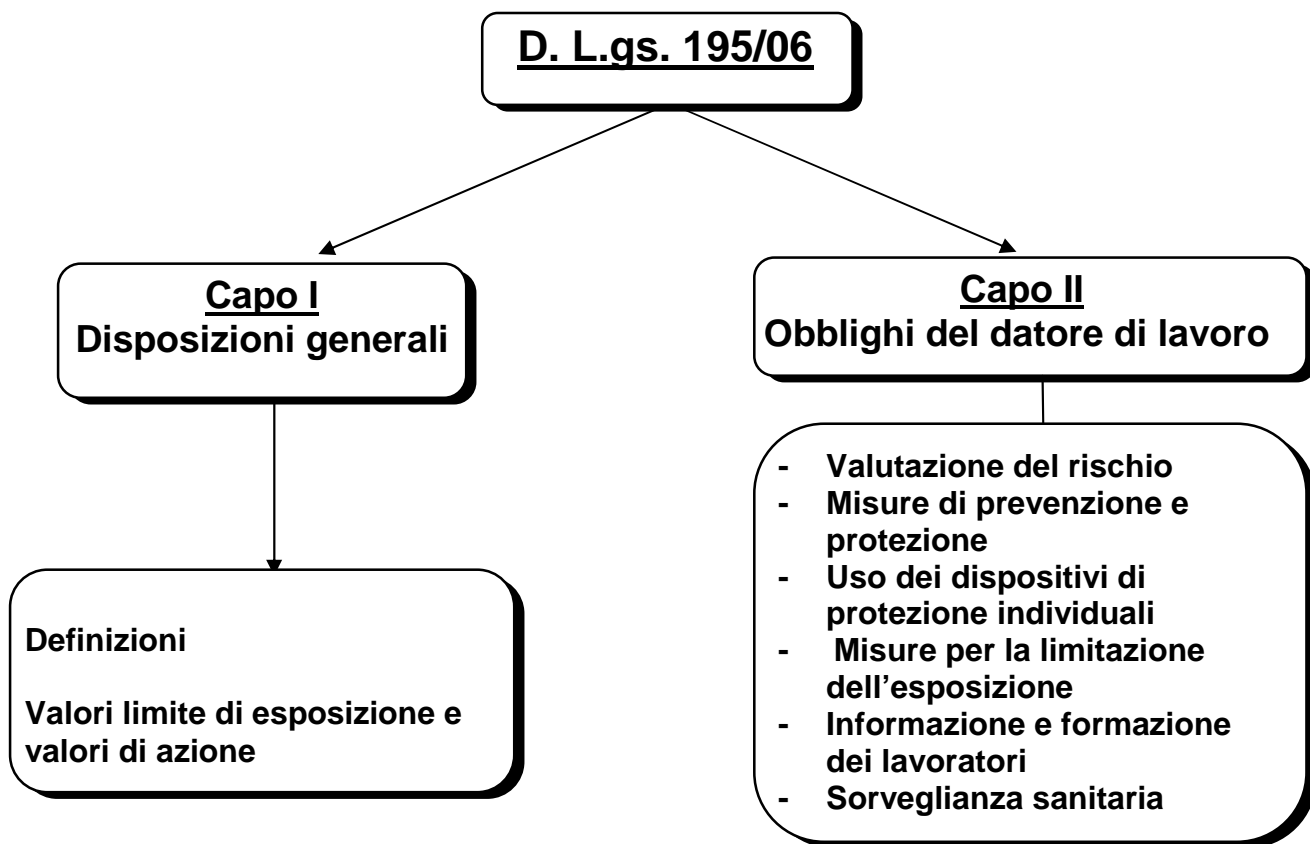 D. L.gs. 195/06
Capo I
Disposizioni generali
Capo II
Obblighi del datore di lavoro
Definizioni
Valori limite di esposizione e
valori di azione
- Valutazione del rischio
- Misure di prevenzione e
protezione
- Uso dei dispositivi di
protezione individuali
- Misure per la limitazione
dell’esposizione
- Informazione e formazione
dei lavoratori
- Sorveglianza sanitaria